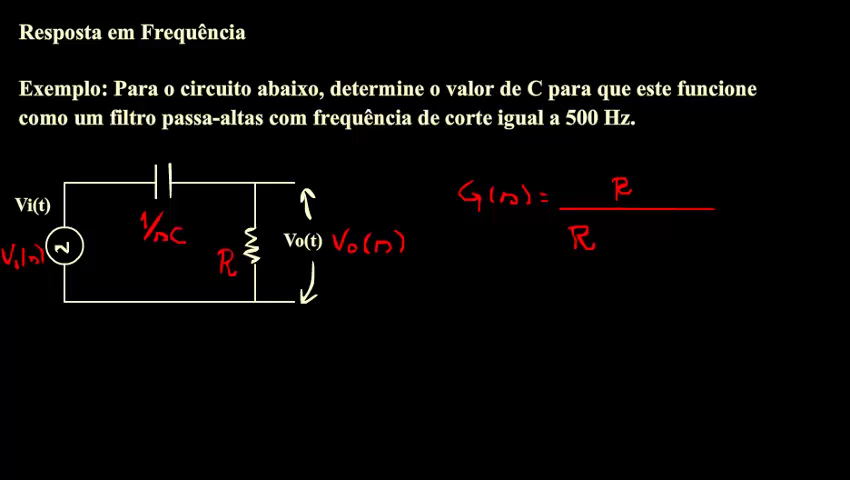 Resposta em Frequência
Exemplo: Para o circuito abaixo, determine o valor de C para que este funcione
como um filtro passa-altas com frequência de corte igual a 500 Hz.
Vi(t)
Vi(s)
1/sC
R
Vo(t) Vo(s)
G(s) = R
R